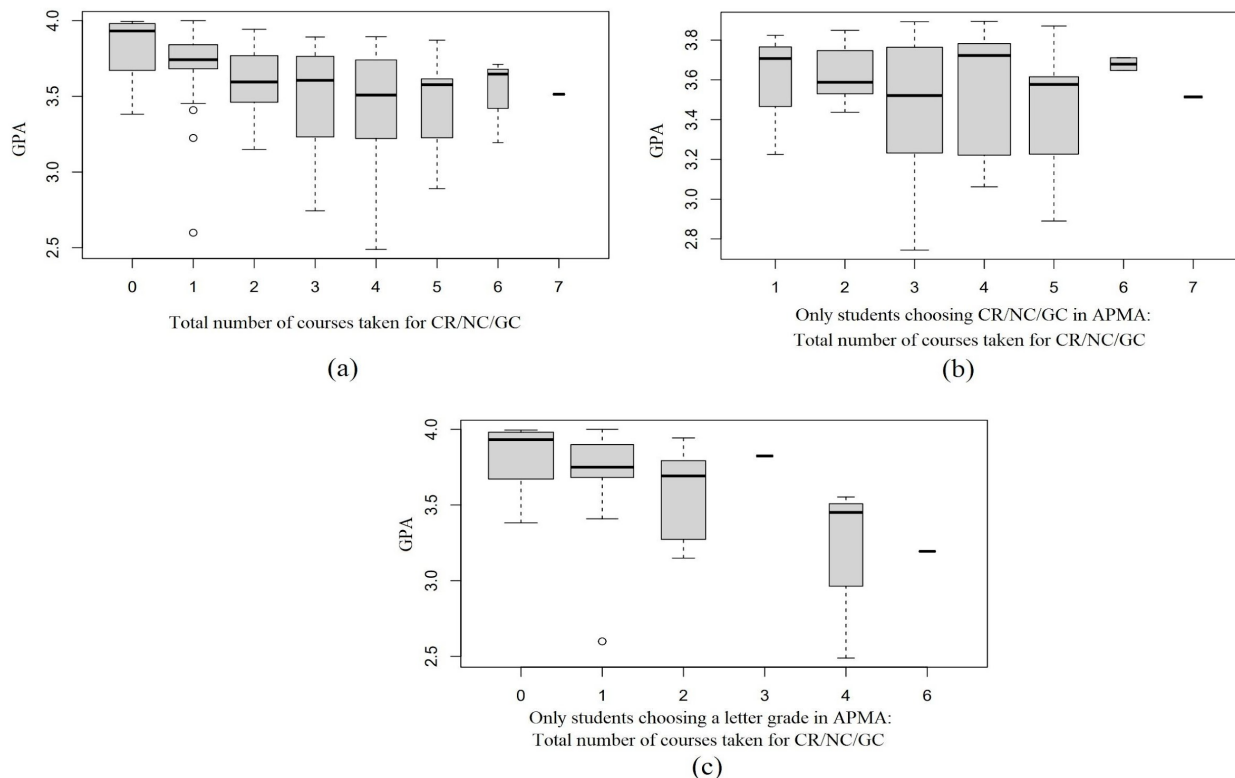 4.0
3.5
3.0
2.5
GPA
0 1 2 3 4 5 6 7
Total number of courses taken for CR/NC/GC
(a)
3.8
3.6
3.4
3.2
3.0
2.8
GPA
1 2 3 4 5 6 7
Only students choosing CR/NC/GC in APMA:
Total number of courses taken for CR/NC/GC
(b)
4.0
3.5
3.0
2.5
GPA
0 1 2 3 4 6
Only students choosing a letter grade in APMA:
Total number of courses taken for CR/NC/GC
(c)